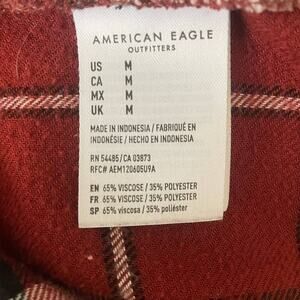 AMERICAN EAGLE
OUTFITTERS
US M
CA M
MX M
UK M
MADE IN INDONESIA / FABRIQUÉ EN
INDONÉSIE / HECHO EN INDONESIA
RN 54485/CA 03873
RFC# AEM120605U9A
EN 65% VISCOSE / 35% POLYESTER
FR 65% VISCOSE / 35% POLYESTER
SP 65% viscosa / 35% poliéster